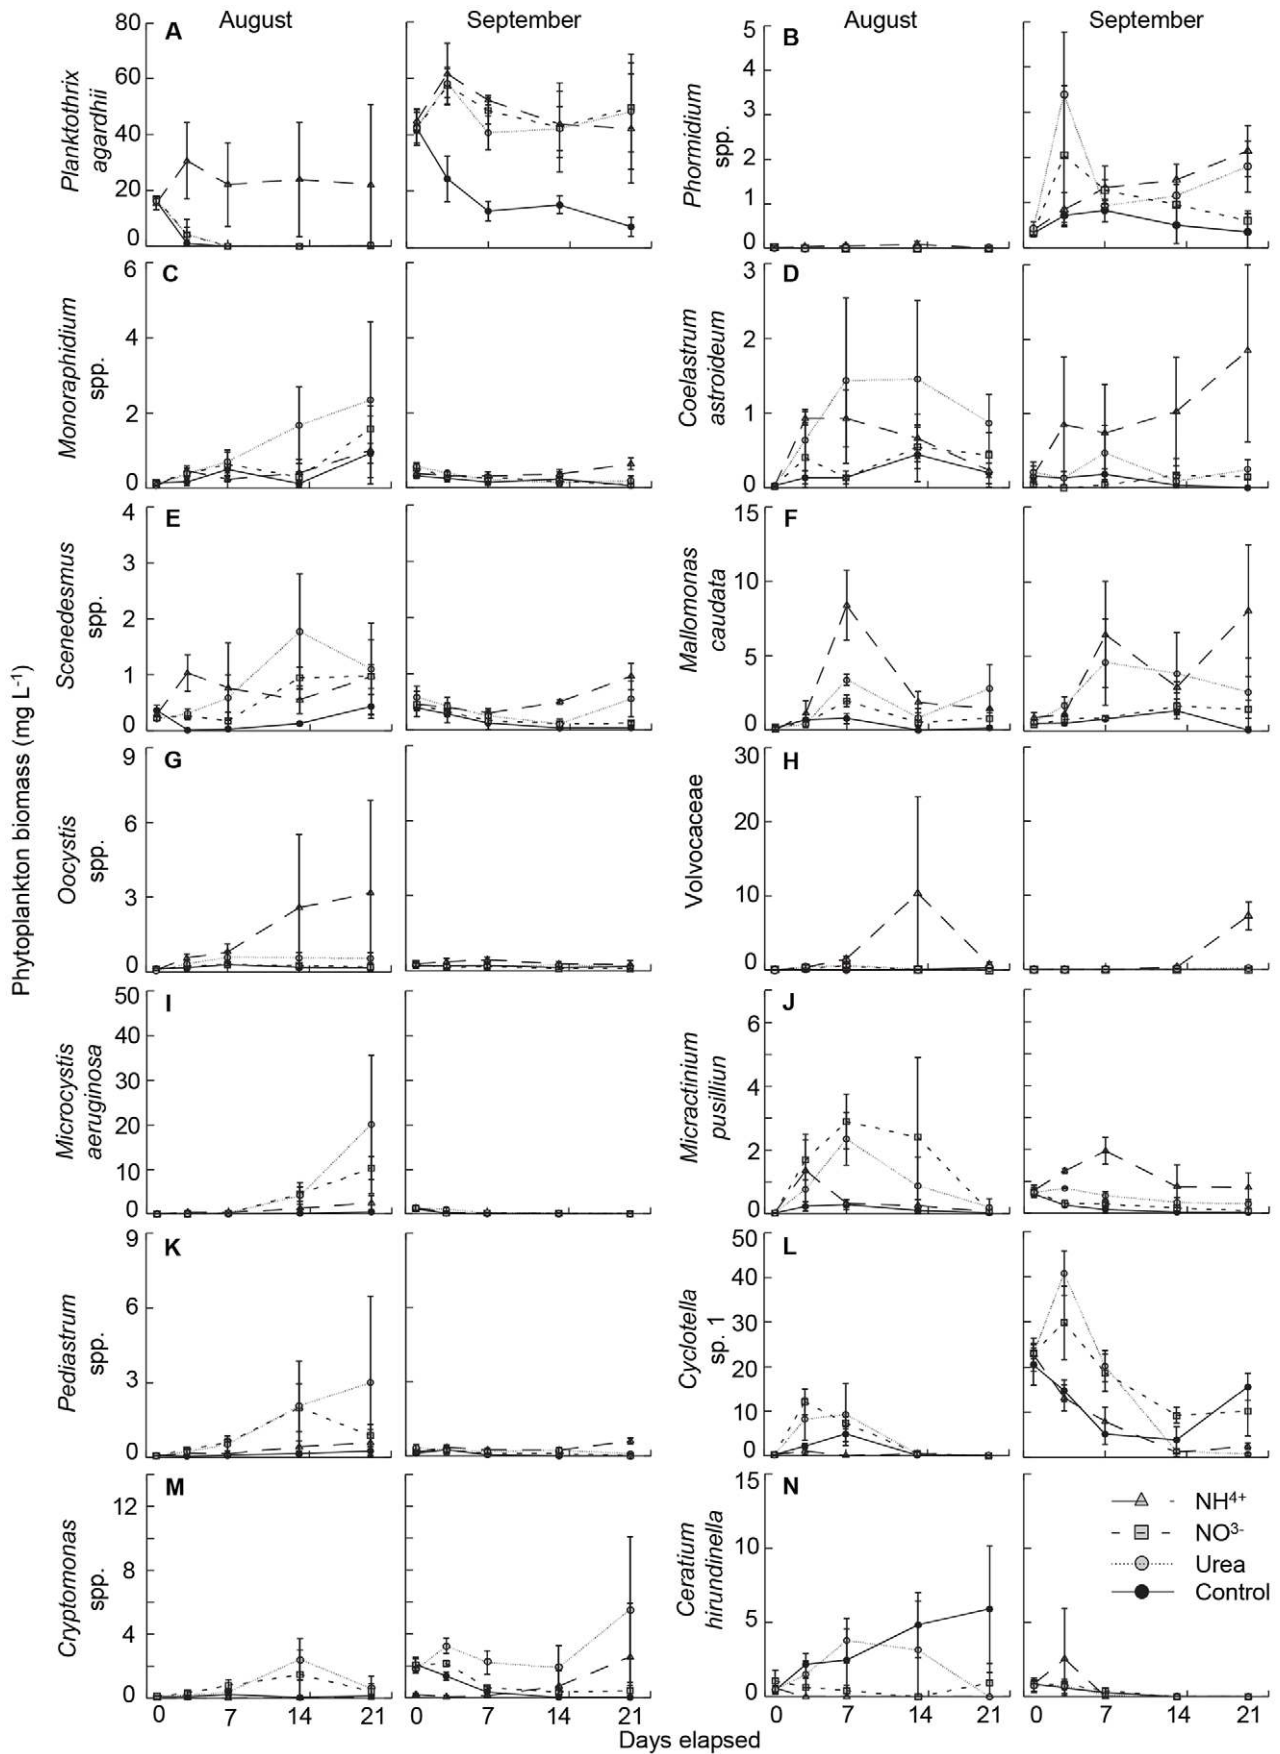 August
September
August
September
A
80
60
40
20
0
Planktothrix
agardhii
B
5
4
3
2
1
0
Phormidium
spp.
C
6
4
2
0
Monoraphidium
spp.
D
3
2
1
0
Coelastrum
astroideum
E
4
3
2
1
0
Scenedesmus
spp.
F
15
10
5
0
Mallomonas
caudata
G
9
6
3
0
Oocystis
spp.
H
30
20
10
0
Volvocaceae
I
50
40
30
20
10
0
Microcystis
aeruginosa
J
6
4
2
0
Micractinium
pusilliun
K
9
6
3
0
Pediastrum
spp.
L
50
40
30
20
10
0
Cyclotella
sp. 1
M
12
8
4
0
Cryptomonas
spp.
N
15
10
5
0
Ceratium
hirundinella
NH4+
NO3-
Urea
Control
0 7 14 21 0 7 14 21 0 7 14 21 0 7 14 21
Days elapsed
Phytoplankton biomass (mg L-1)